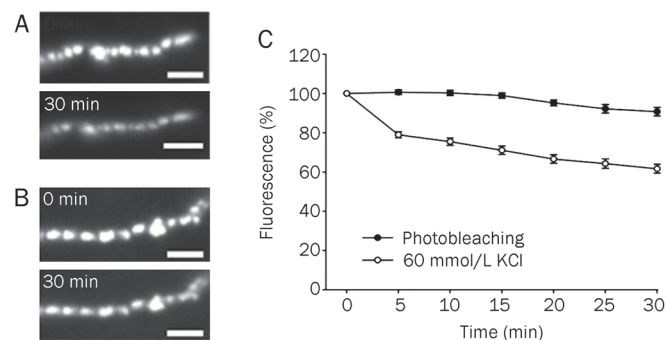 A
30 min
B
0 min
30 min
C
Fluorescence (%)
120
100
80
60
40
20
0
Photobleaching
60 mmol/L KCl
0 5 10 15 20 25 30
Time (min)